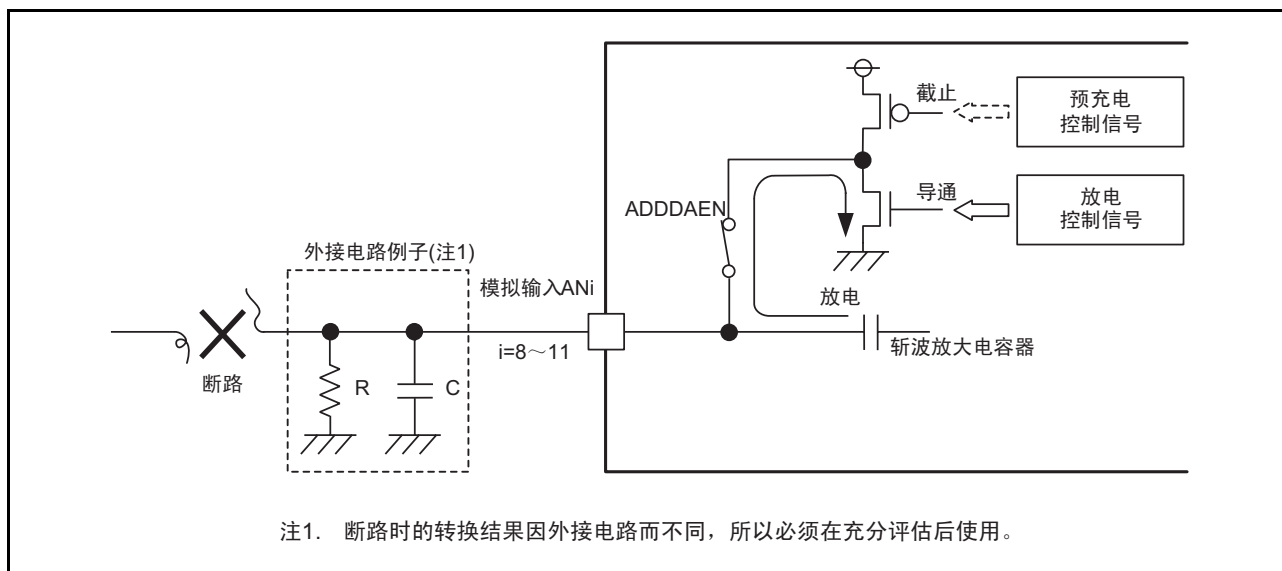 截止
预充电
控制信号
导通
放电
控制信号
ADDDAEN
外接电路例子(注1)
模拟输入ANi
放电
i=8～11
斩波放大电容器
断路
R
C
注1. 断路时的转换结果因外接电路而不同，所以必须在充分评估后使用。